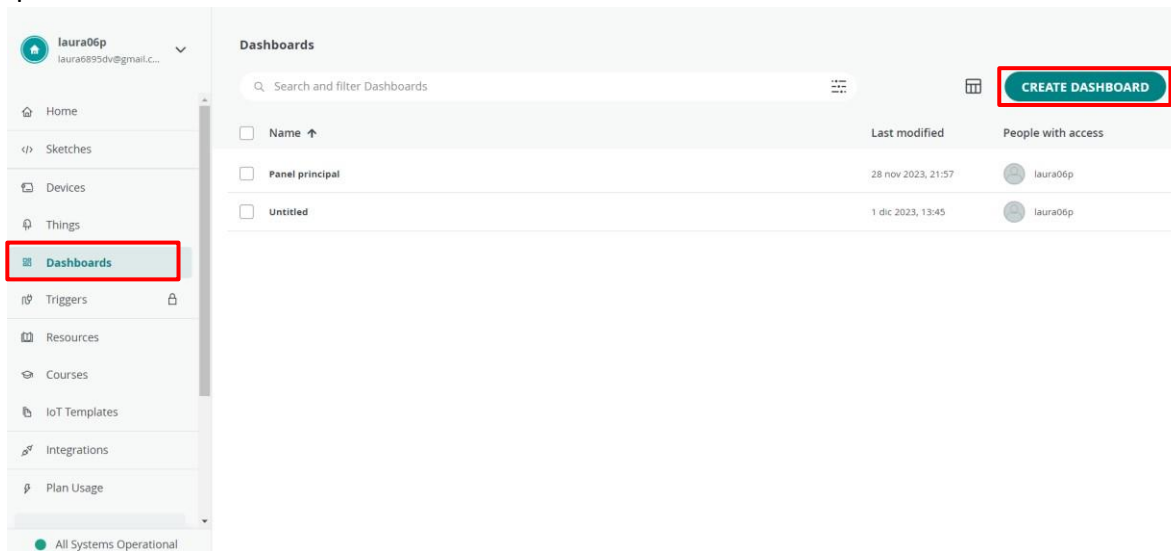 laura06p
laura6895dv@gmail.c...
Home
Sketches
Devices
Things
Dashboards
Triggers
Resources
Courses
IoT Templates
Integrations
Plan Usage
All Systems Operational
Dashboards
Search and filter Dashboards
CREATE DASHBOARD
Name ↑ Last modified People with access
Panel principal 28 nov 2023, 21:57 laura06p
Untitled 1 dic 2023, 13:45 laura06p